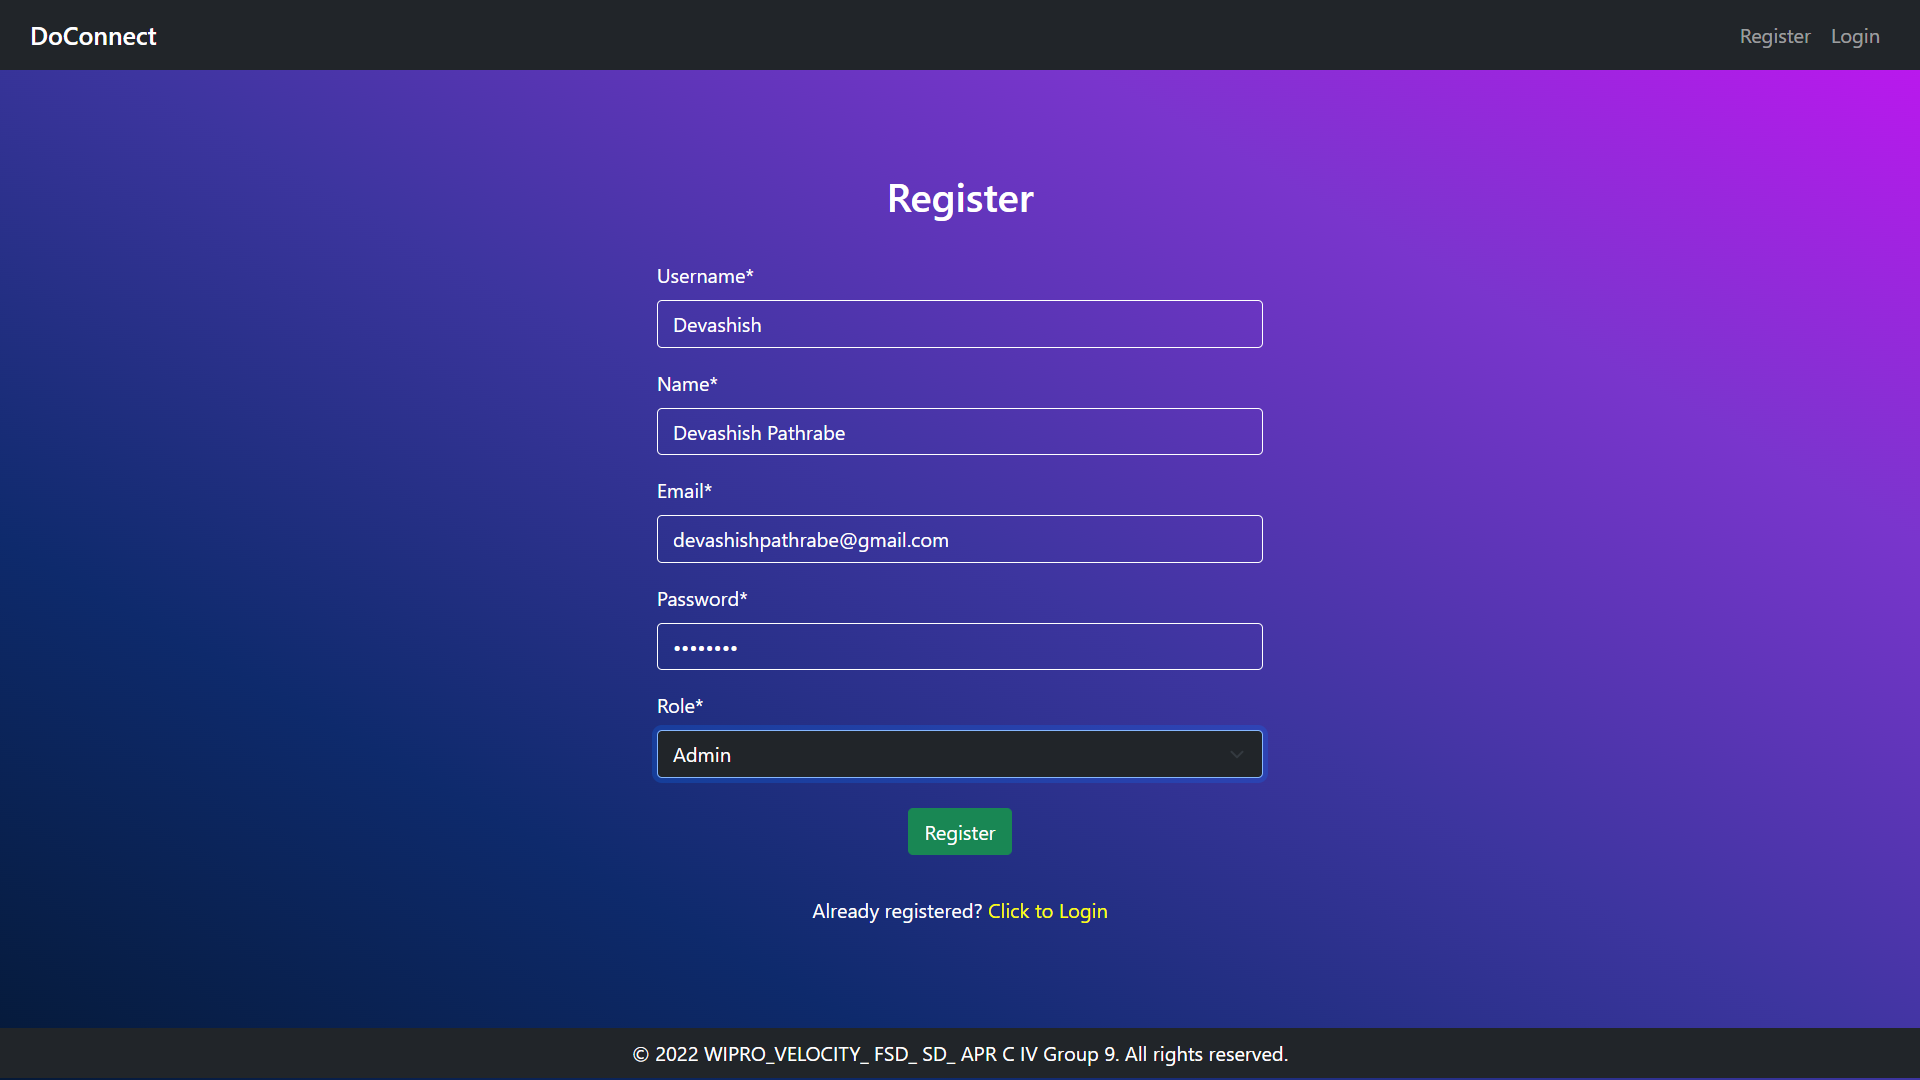 DoConnect
Register Login
Register
Username*
Devashish
Name*
Devashish Pathrabe
Email*
devashishpathrabe@gmail.com
Password*
••••••••
Role*
Admin
Register
Already registered? Click to Login
© 2022 WIPRO_VELOCITY_ FSD_ SD_ APR C IV Group 9. All rights reserved.